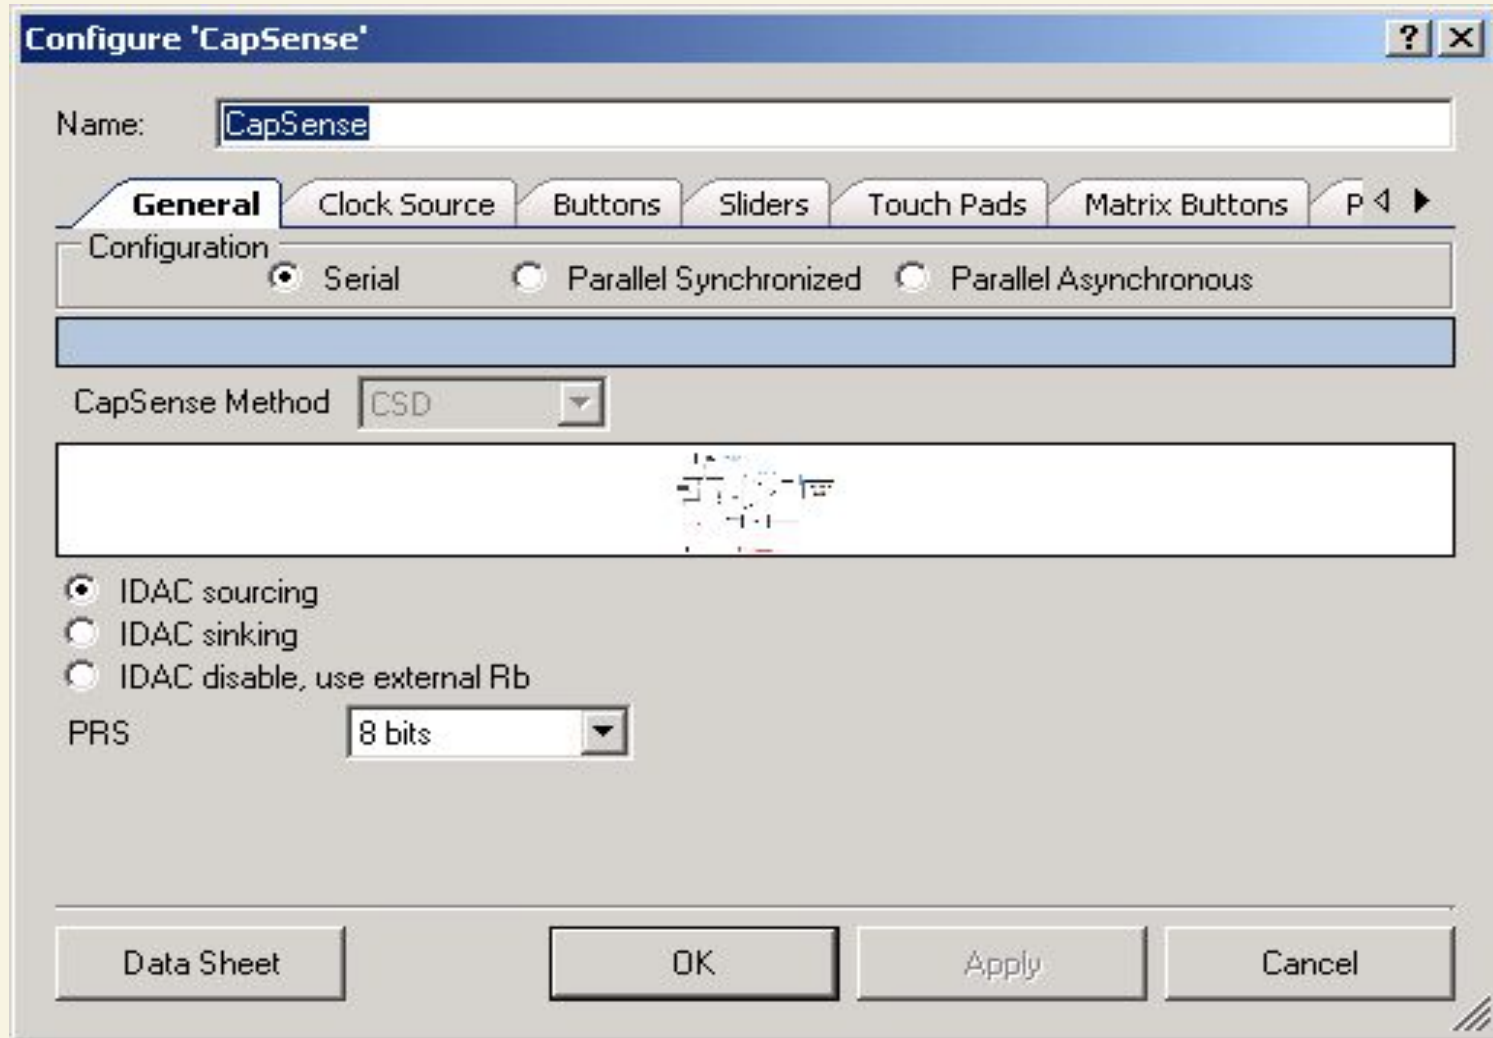 Configure 'CapSense'
Name: CapSense
General Clock Source Buttons Sliders Touch Pads Matrix Buttons P
Configuration
Serial Parallel Synchronized Parallel Asynchronous
CapSense Method CSD
IDAC sourcing
IDAC sinking
IDAC disable, use external Rb
PRS 8 bits
Data Sheet OK Apply Cancel